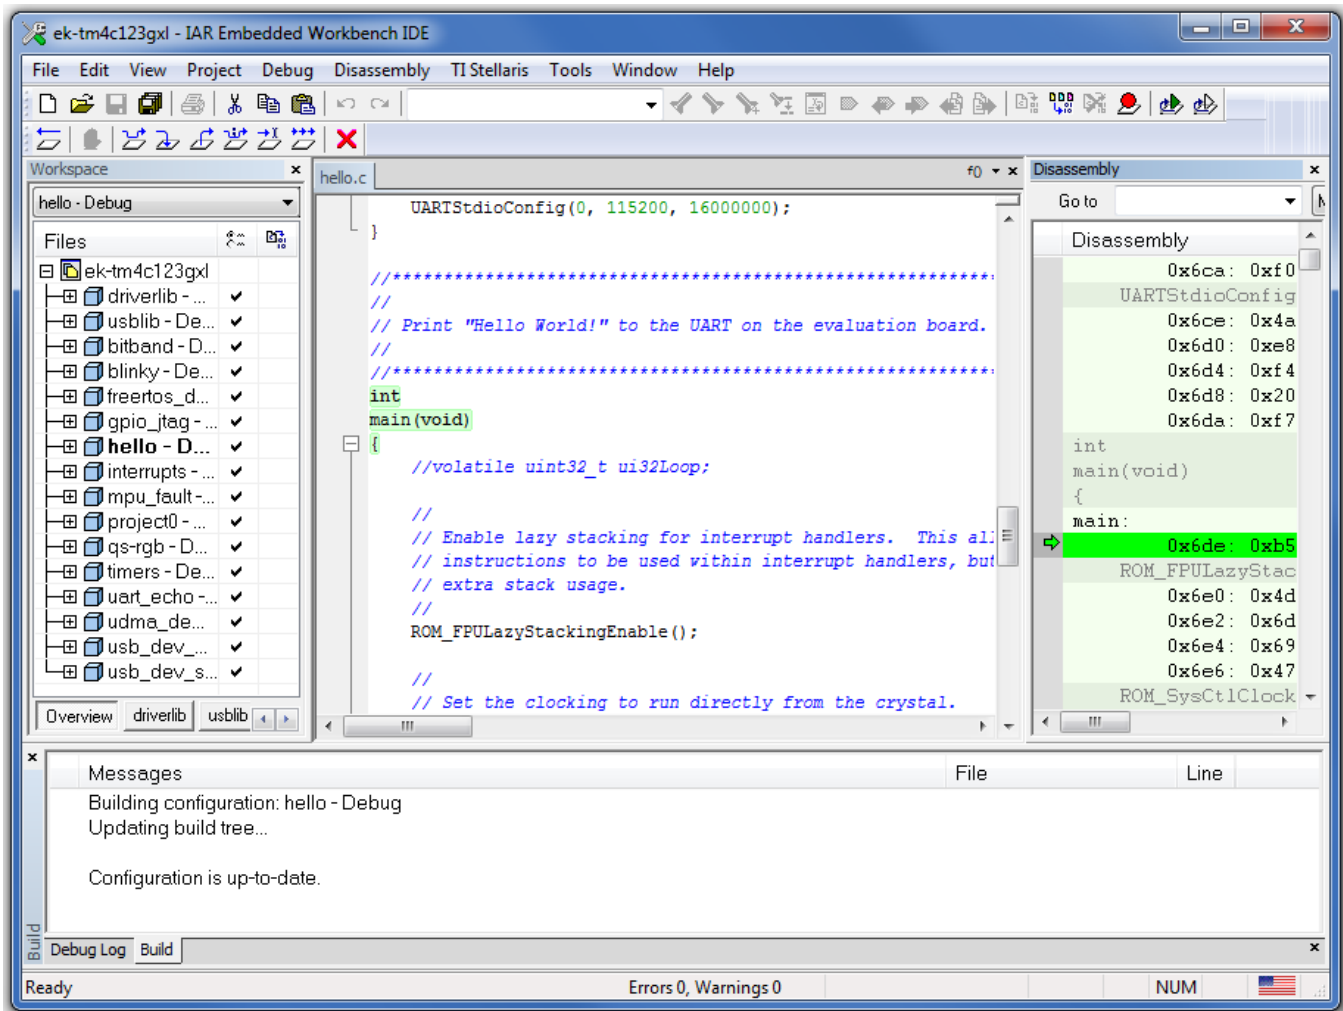 ek-tm4c123gxl - IAR Embedded Workbench IDE
File Edit View Project Debug Disassembly TI Stellaris Tools Window Help
Workspace
hello - Debug
Files
ek-tm4c123gxl
driverlib - ...
usblib - De...
bitband - D...
blinky - De...
freertos_d...
gpio_jtag - ...
hello - D...
interrupts - ...
mpu_fault -...
project0 - ...
qs-rgb - D...
timers - De...
uart_echo -...
udma_de...
usb_dev_...
usb_dev_s...
Overview driverlib usblib
hello.c
f()
UARTStdioConfig(0, 115200, 16000000);
}
//**********************************************************
//
// Print "Hello World!" to the UART on the evaluation board.
//
//**********************************************************
int
main(void)
{
//volatile uint32_t ui32Loop;
//
// Enable lazy stacking for interrupt handlers.  This all
// instructions to be used within interrupt handlers, but
// extra stack usage.
//
ROM_FPULazyStackingEnable();
//
// Set the clocking to run directly from the crystal.
Disassembly
Go to
Disassembly
0x6ca: 0xf0
UARTStdioConfig
0x6ce: 0x4a
0x6d0: 0xe8
0x6d4: 0xf4
0x6d8: 0x20
0x6da: 0xf7
int
main(void)
{
main:
0x6de: 0xb5
ROM_FPULazyStac
0x6e0: 0x4d
0x6e2: 0x6d
0x6e4: 0x69
0x6e6: 0x47
ROM_SysCtlClock
Messages File Line
Building configuration: hello - Debug
Updating build tree...
Configuration is up-to-date.
Build
Debug Log Build
Ready Errors 0, Warnings 0 NUM